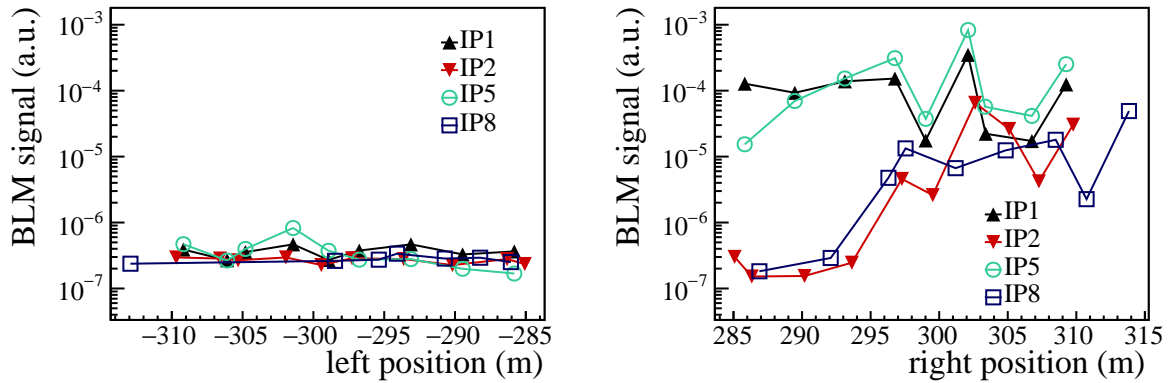 BLM signal (a.u.)
10⁻³
10⁻⁴
10⁻⁵
10⁻⁶
10⁻⁷
IP1
IP2
IP5
IP8
−310 −305 −300 −295 −290 −285
left position (m)
BLM signal (a.u.)
10⁻³
10⁻⁴
10⁻⁵
10⁻⁶
10⁻⁷
IP1
IP2
IP5
IP8
285 290 295 300 305 310 315
right position (m)